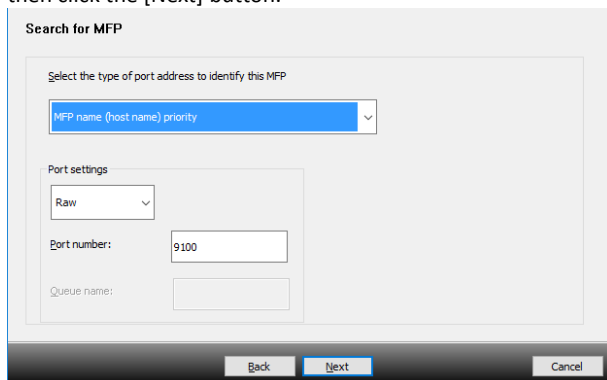 then click the [Next] button.
Search for MFP
Select the type of port address to identify this MFP
MFP name (host name) priority
Port settings
Raw
Port number: 9100
Queue name:
Back Next Cancel